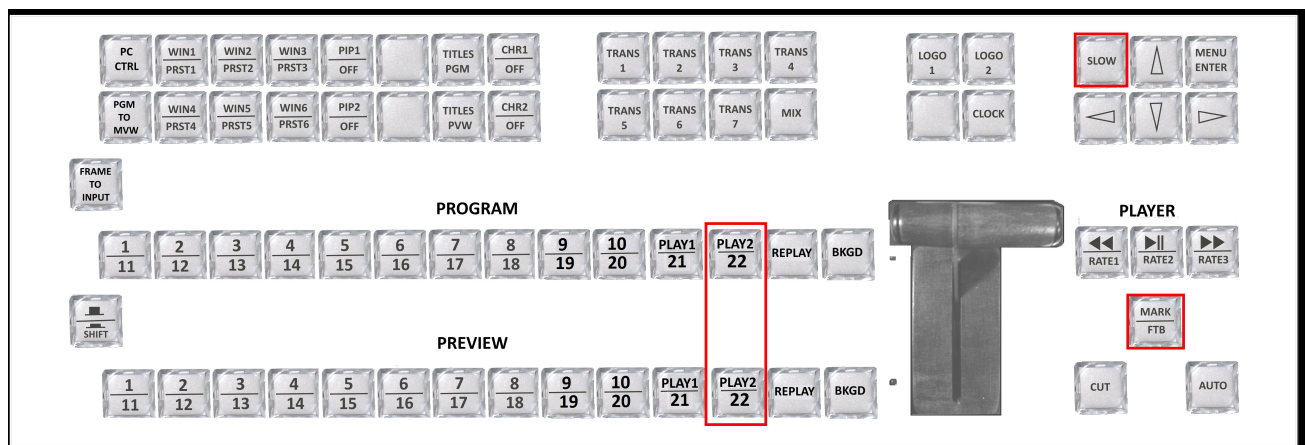 PC CTRL
WIN1 PRST1
WIN2 PRST2
WIN3 PRST3
PIP1 OFF
TITLES PGM
CHR1 OFF
TRANS 1
TRANS 2
TRANS 3
TRANS 4
LOGO 1
LOGO 2
SLOW
MENU ENTER
PGM TO MVW
WIN4 PRST4
WIN5 PRST5
WIN6 PRST6
PIP2 OFF
TITLES PVW
CHR2 OFF
TRANS 5
TRANS 6
TRANS 7
MIX
CLOCK
FRAME TO INPUT
PROGRAM
PLAYER
1 11
2 12
3 13
4 14
5 15
6 16
7 17
8 18
9 19
10 20
PLAY1 21
PLAY2 22
REPLAY
BKGD
RATE1
RATE2
RATE3
SHIFT
MARK FTB
PREVIEW
1 11
2 12
3 13
4 14
5 15
6 16
7 17
8 18
9 19
10 20
PLAY1 21
PLAY2 22
REPLAY
BKGD
CUT
AUTO